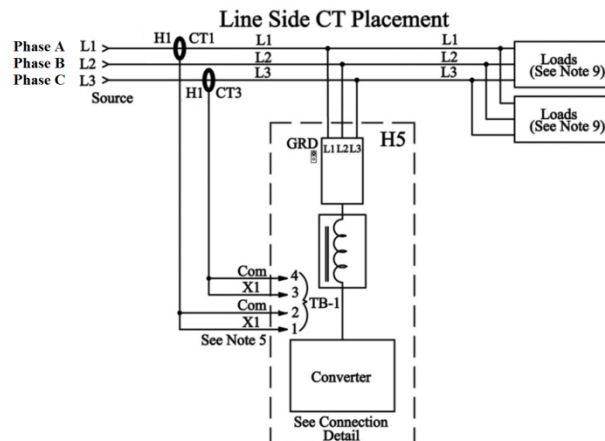 Line Side CT Placement
Phase A L1 H1 CT1 L1 L1
Phase B L2 L2 L2
Phase C L3 L3 L3
Source H1 CT3
Loads
(See Note 9)
Loads
(See Note 9)
GRD L1 L2 L3 H5
Com 4
X1 3
TB-1
Com 2
X1 1
See Note 5
Converter
See Connection
Detail